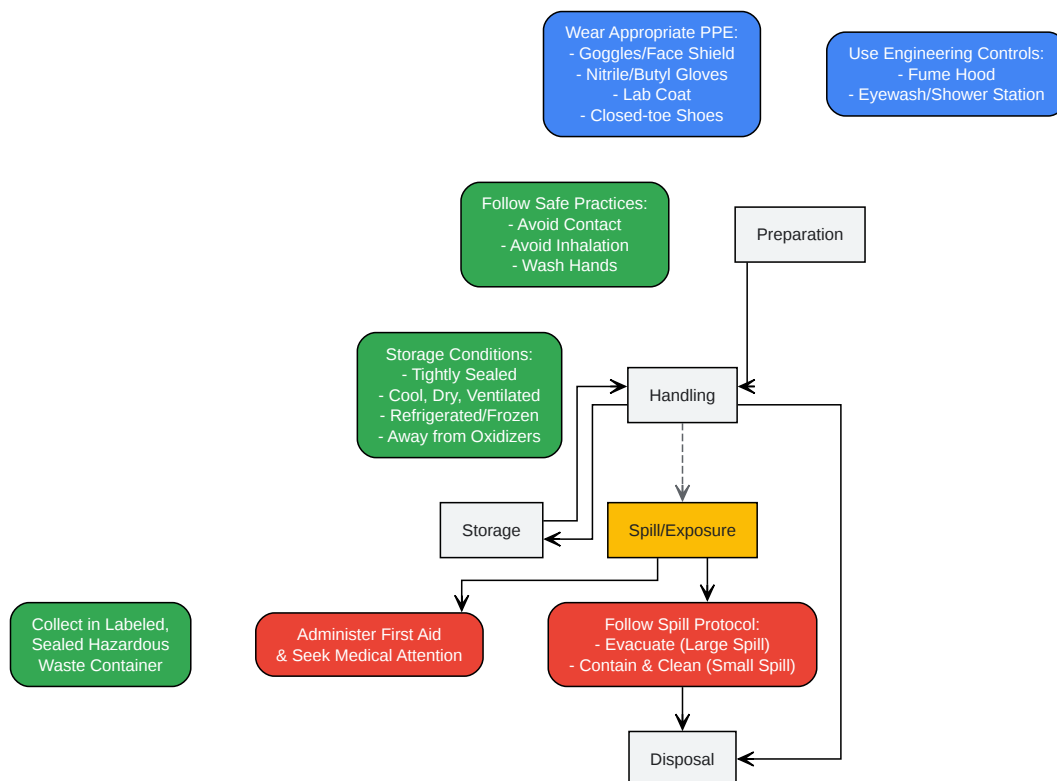 Wear Appropriate PPE:
- Goggles/Face Shield
- Nitrile/Butyl Gloves
- Lab Coat
- Closed-toe Shoes
Use Engineering Controls:
- Fume Hood
- Eyewash/Shower Station
Follow Safe Practices:
- Avoid Contact
- Avoid Inhalation
- Wash Hands
Preparation
Storage Conditions:
- Tightly Sealed
- Cool, Dry, Ventilated
- Refrigerated/Frozen
- Away from Oxidizers
Handling
Storage
Spill/Exposure
Collect in Labeled,
Sealed Hazardous
Waste Container
Administer First Aid
& Seek Medical Attention
Follow Spill Protocol:
- Evacuate (Large Spill)
- Contain & Clean (Small Spill)
Disposal